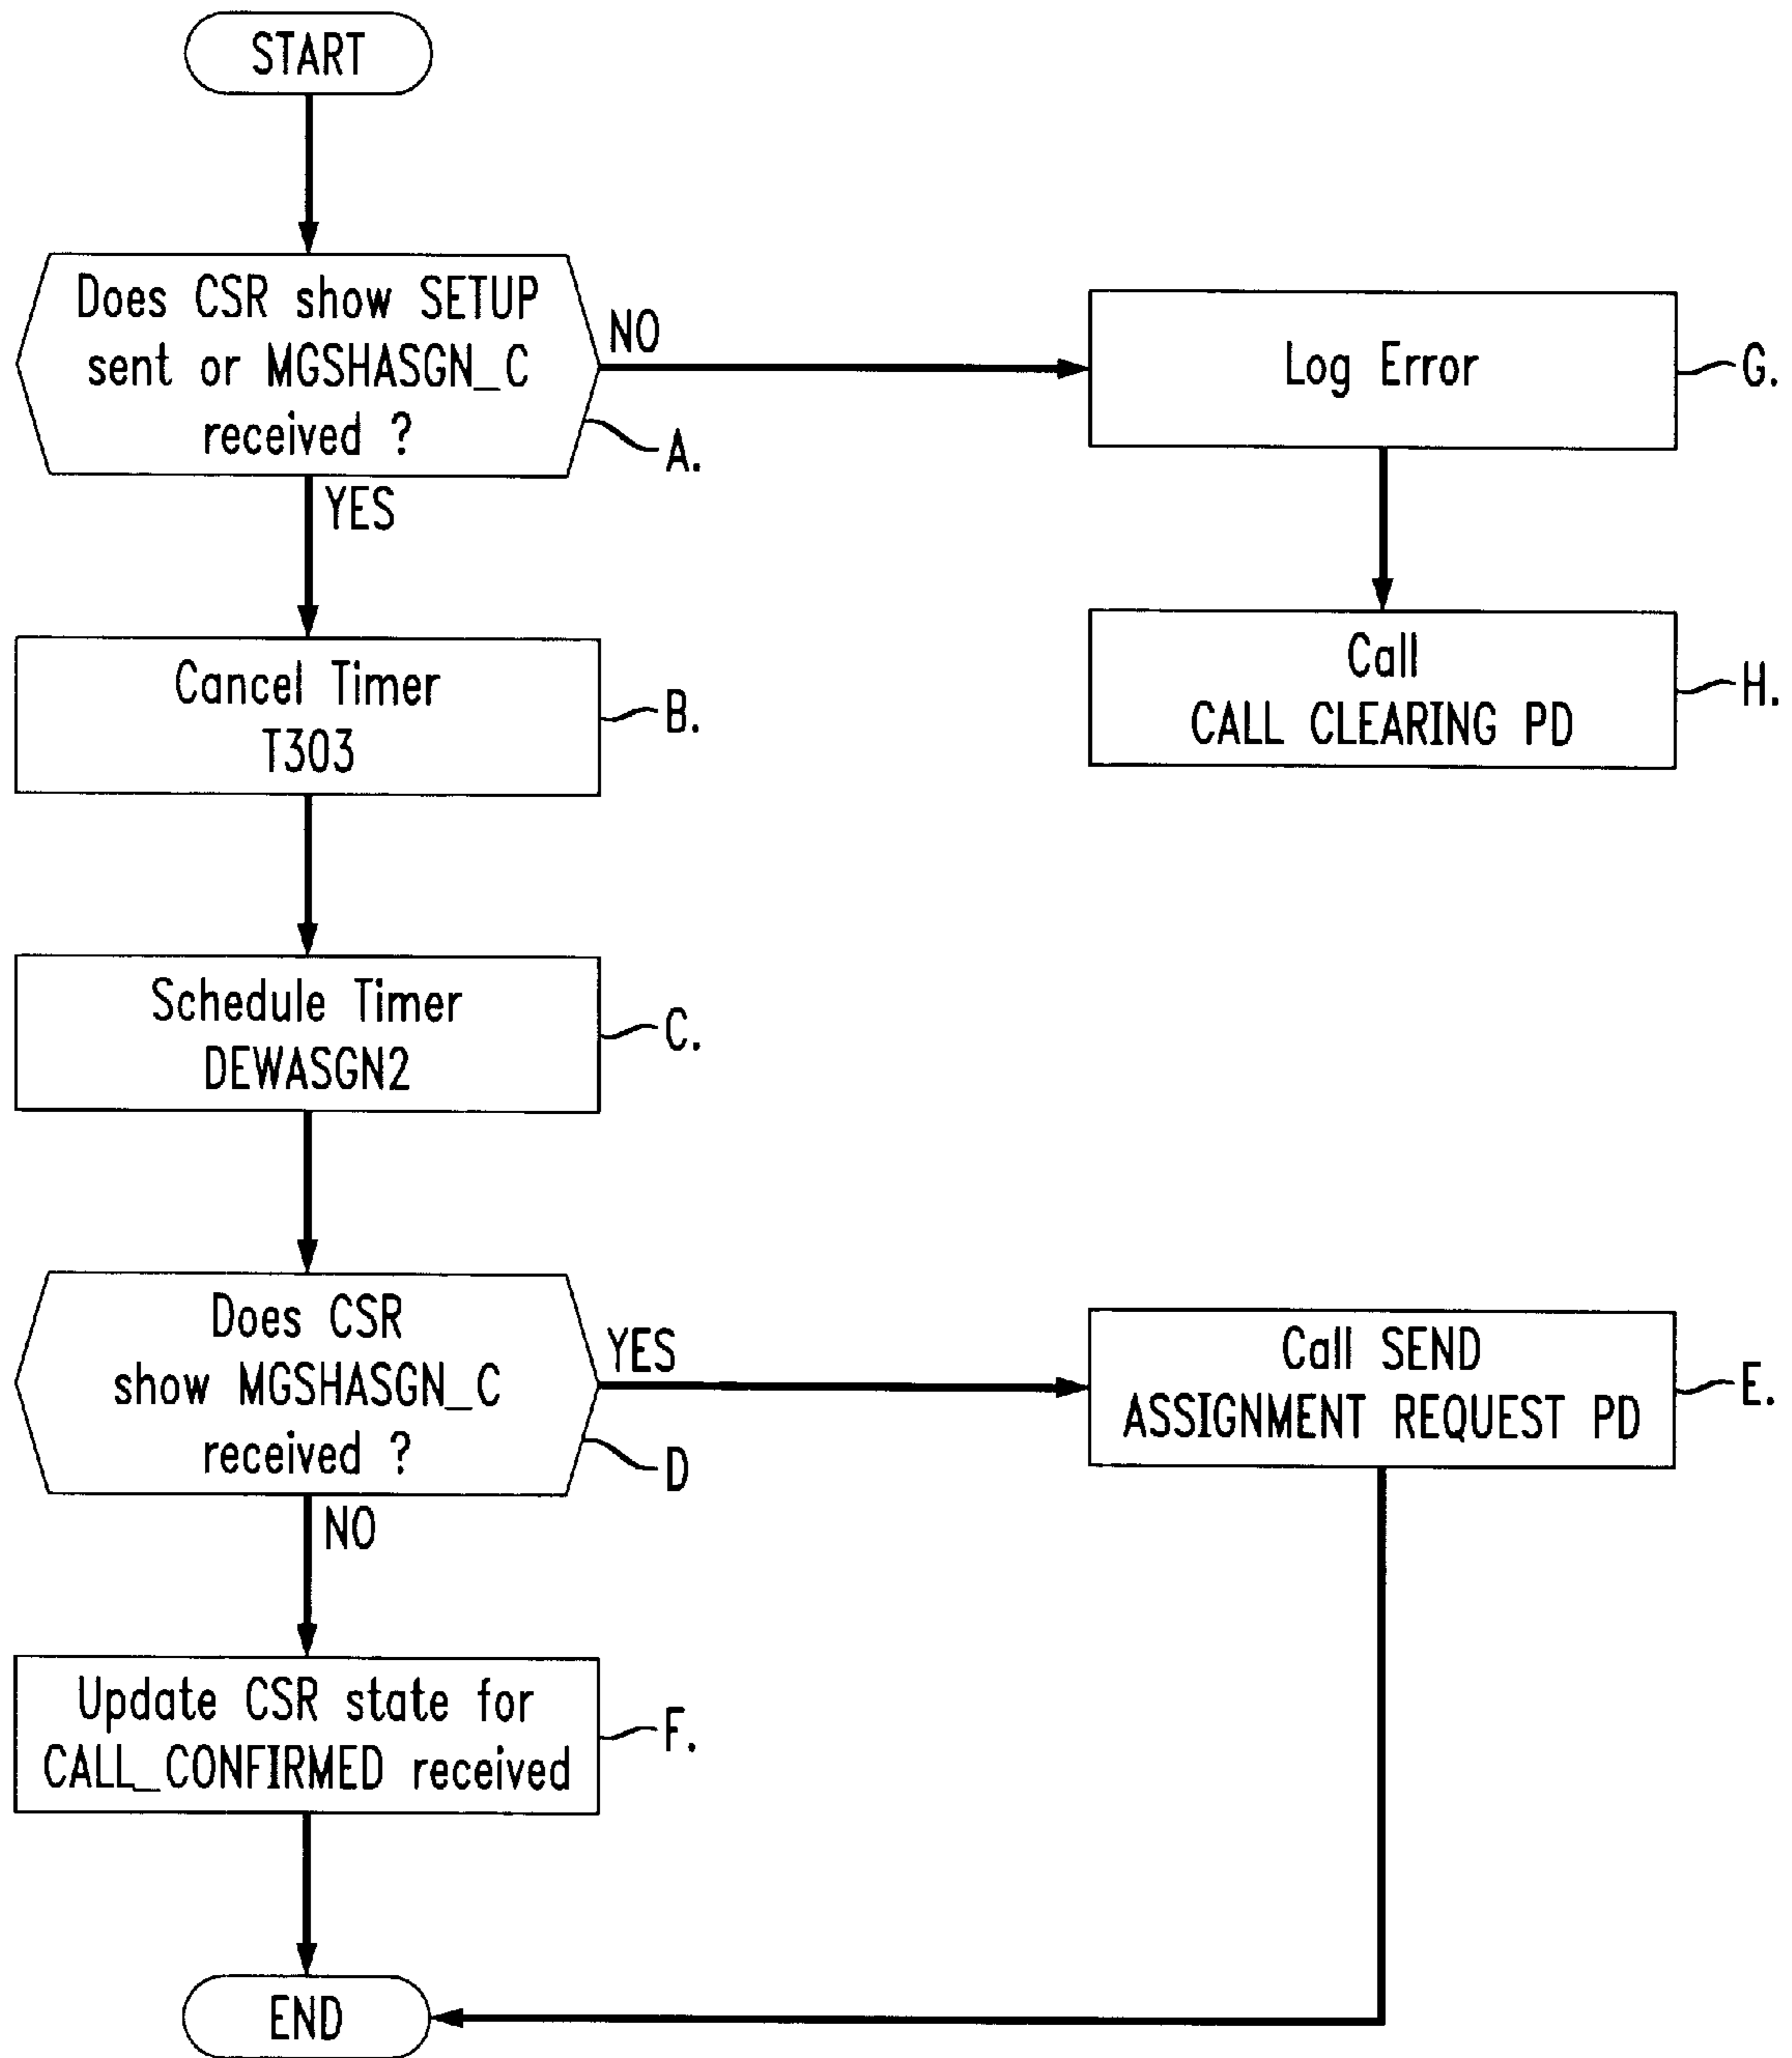 START
Does CSR show SETUP
sent or MGSHASGN_C
received ?
A.
NO
YES
Log Error
G.
Call
CALL CLEARING PD
H.
Cancel Timer
T303
B.
Schedule Timer
DEWASGN2
C.
Does CSR
show MGSHASGN_C
received ?
D
YES
NO
Call SEND
ASSIGNMENT REQUEST PD
E.
Update CSR state for
CALL_CONFIRMED received
F.
END